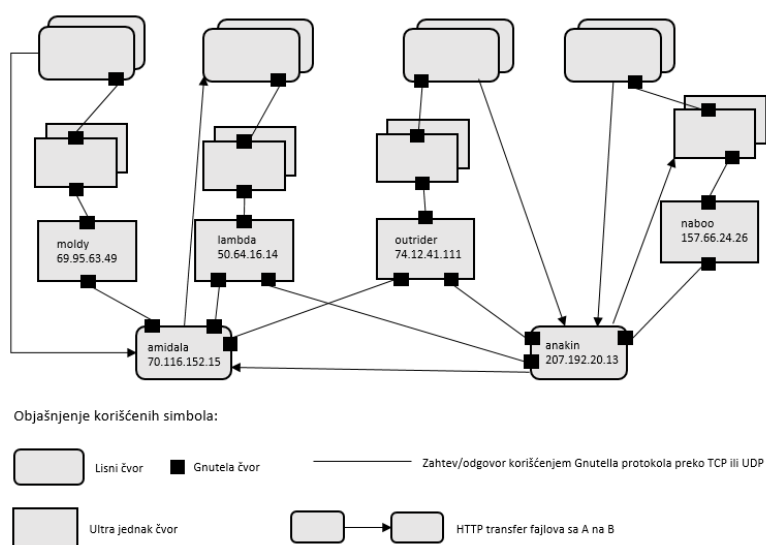 moldy
69.95.63.49
lambda
50.64.16.14
outrider
74.12.41.111
naboo
157.66.24.26
amidala
70.116.152.15
anakin
207.192.20.13
Objašnjenje korišćenih simbola:
Lisni čvor
Gnutela čvor
Zahtev/odgovor korišćenjem Gnutella protokola preko TCP ili UDP
Ultra jednak čvor
HTTP transfer fajlova sa A na B